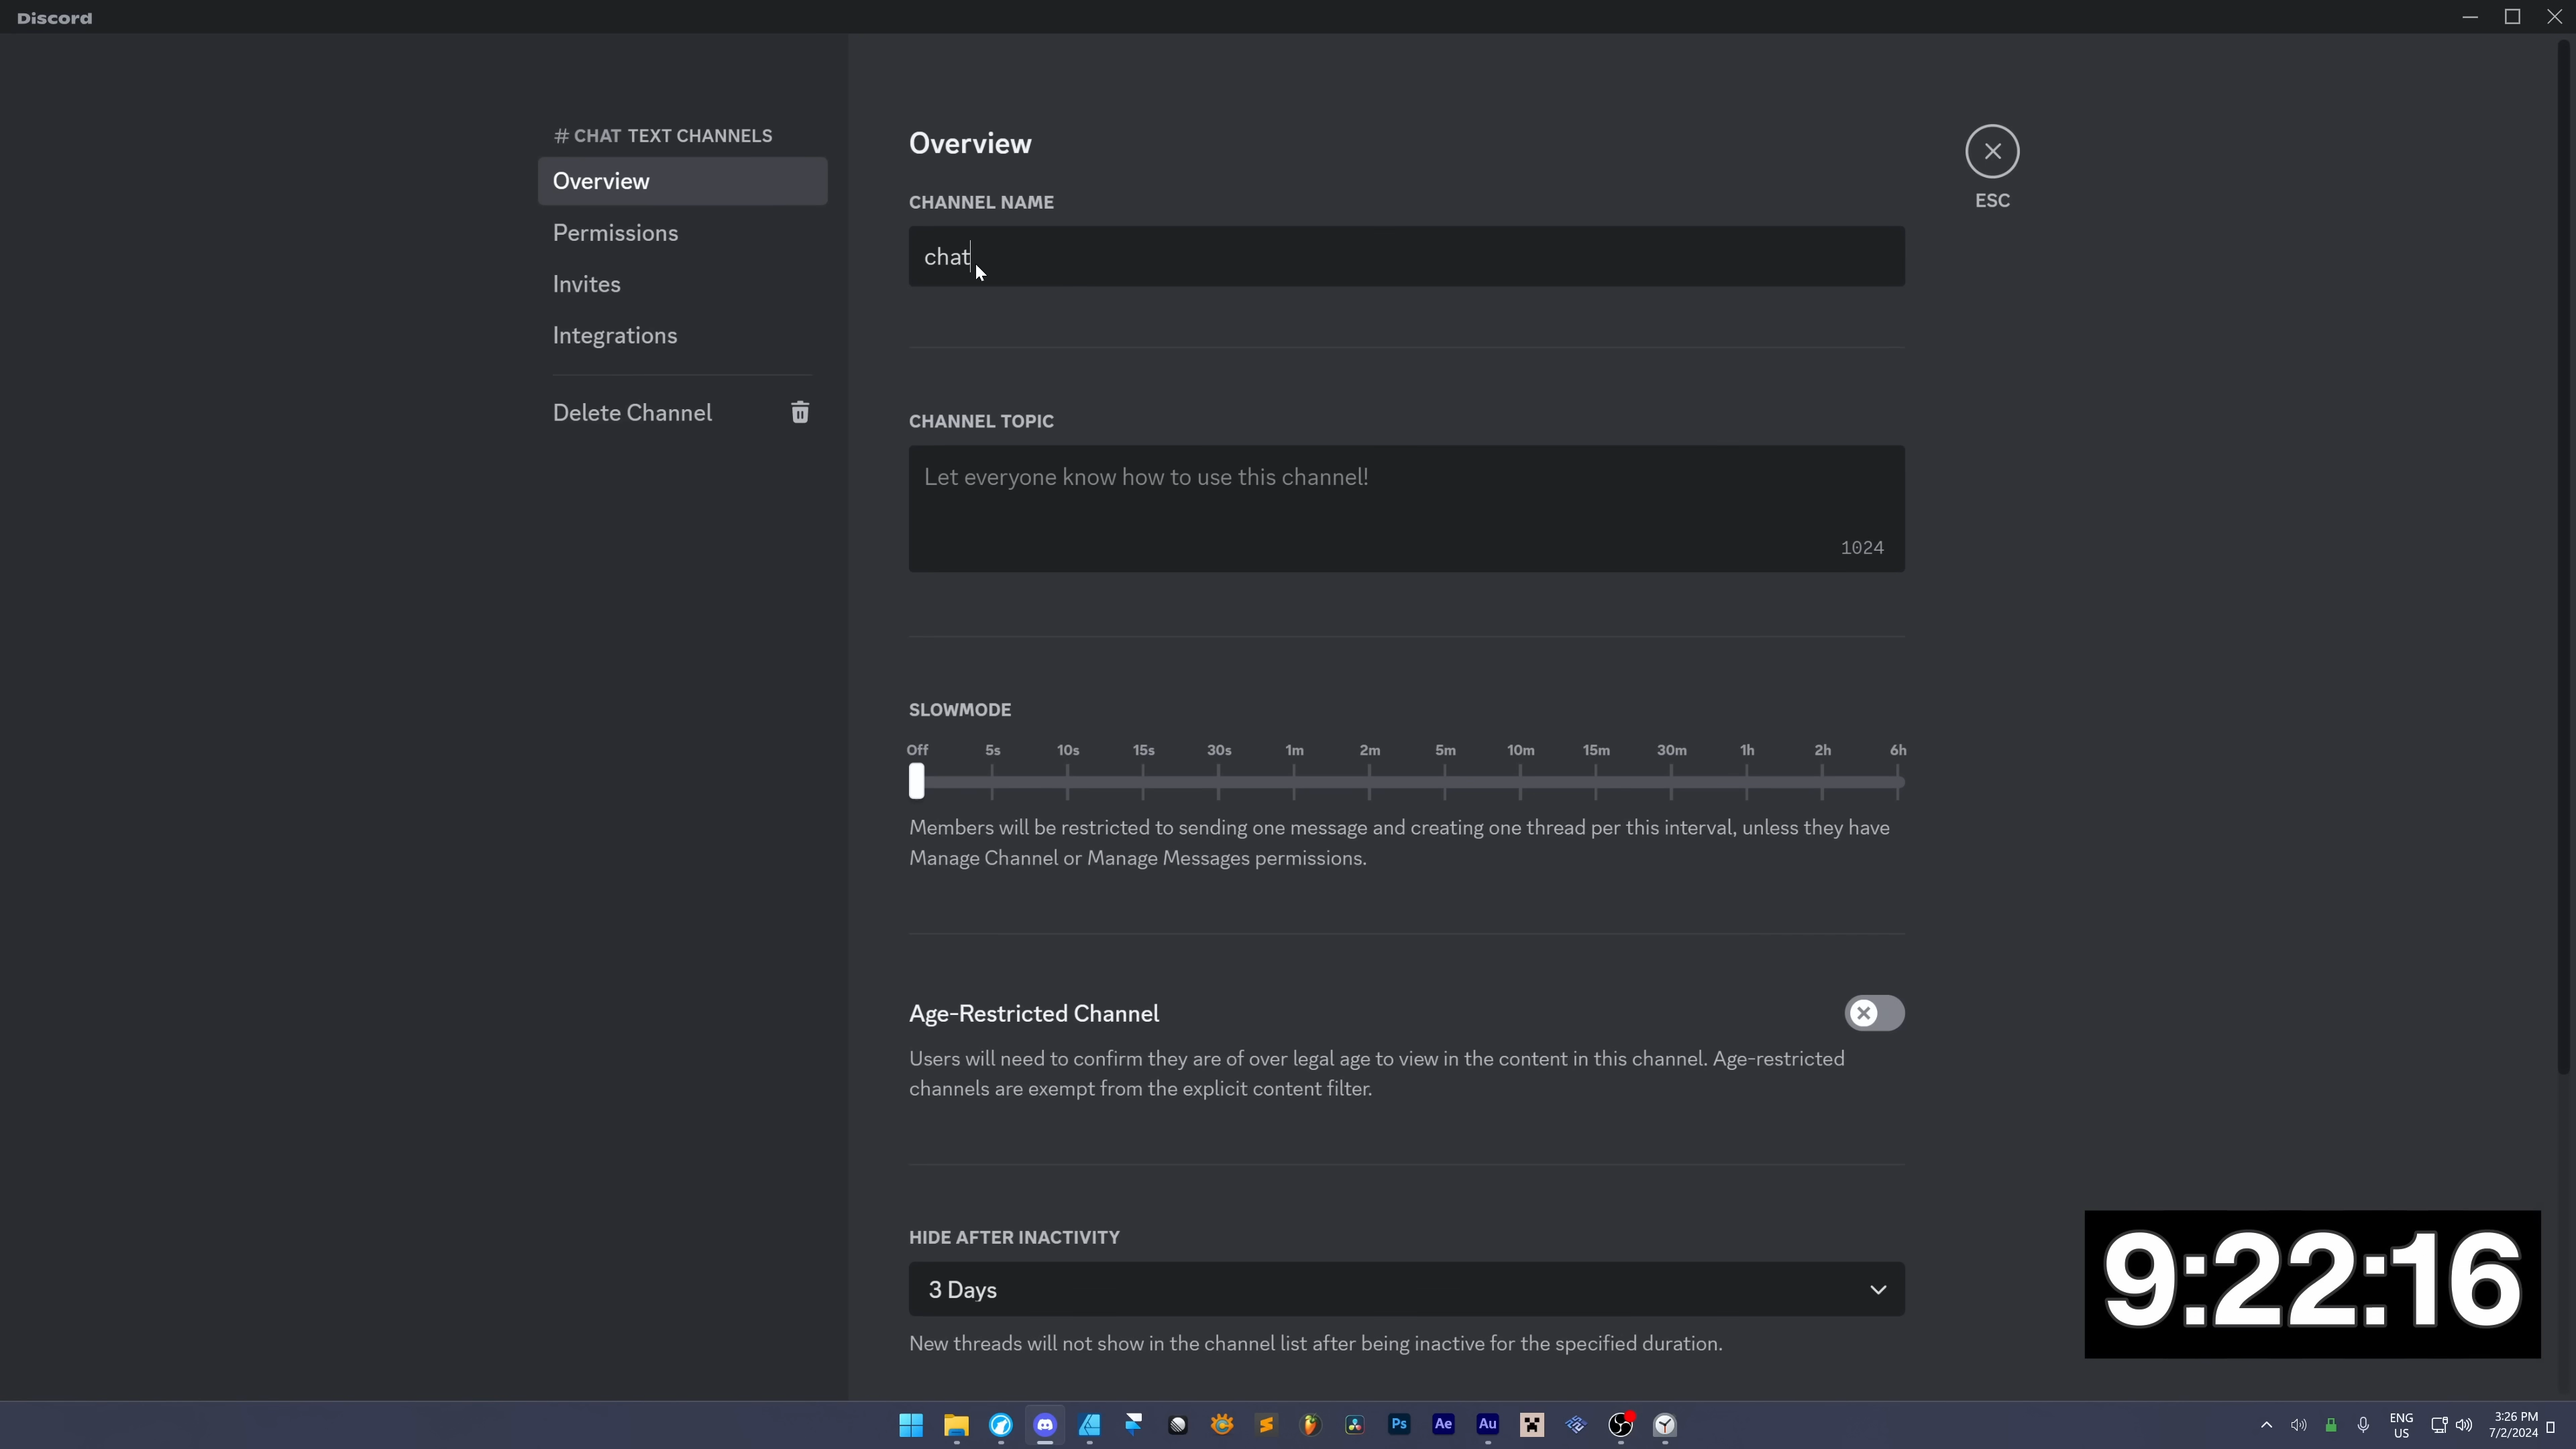 Discord
# CHAT TEXT CHANNELS
Overview
Permissions
Invites
Integrations
Delete Channel
Overview
CHANNEL NAME
chat
ESC
CHANNEL TOPIC
Let everyone know how to use this channel!
1024
SLOWMODE
Off 5s 10s 15s 30s 1m 2m 5m 10m 15m 30m 1h 2h 6h
Members will be restricted to sending one message and creating one thread per this interval, unless they have
Manage Channel or Manage Messages permissions.
Age-Restricted Channel
Users will need to confirm they are of over legal age to view in the content in this channel. Age-restricted
channels are exempt from the explicit content filter.
HIDE AFTER INACTIVITY
3 Days
New threads will not show in the channel list after being inactive for the specified duration.
9:22:16
Ps Ae Au
ENG
US
3:26 PM
7/2/2024